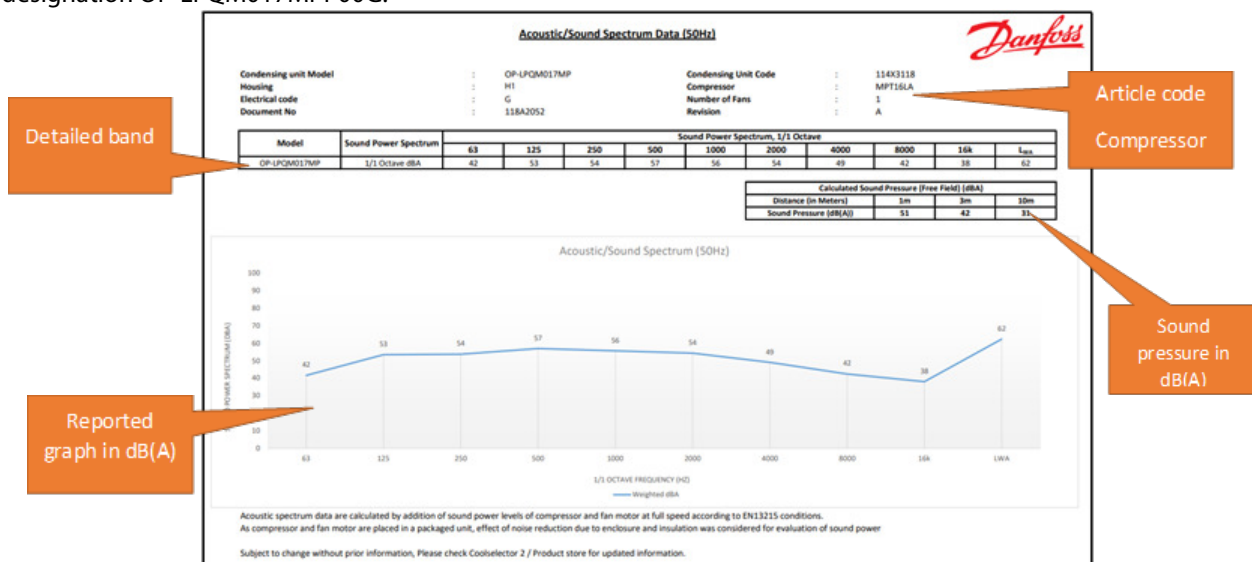 designation OP-LPQM017MPP00G.
Acoustic/Sound Spectrum Data (50Hz)
Danfoss
Condensing unit Model : OP-LPQM017MP Condensing Unit Code : 114X3118
Housing : H1 Compressor : MPT16LA
Electrical code : G Number of Fans : 1
Document No : 118A2052 Revision : A
Article code
Compressor
Detailed band
Model Sound Power Spectrum Sound Power Spectrum, 1/1 Octave
63 125 250 500 1000 2000 4000 8000 16k LWA
OP-LPQM017MP 1/1 Octave dBA 42 53 54 57 56 54 49 42 38 62
Calculated Sound Pressure (Free Field) (dBA)
Distance (in Meters) 1m 3m 10m
Sound Pressure (dB(A)) 51 42 31
Acoustic/Sound Spectrum (50Hz)
100
90
80
70
60
50
40
30
10
0
POWER SPECTRUM (DBA)
42 53 54 57 56 54 49 42 38 62
63 125 250 500 1000 2000 4000 8000 16k LWA
1/1 OCTAVE FREQUENCY (HZ)
Weighted dBA
Sound
pressure in
dB(A)
Reported
graph in dB(A)
Acoustic spectrum data are calculated by addition of sound power levels of compressor and fan motor at full speed according to EN13215 conditions.
As compressor and fan motor are placed in a packaged unit, effect of noise reduction due to enclosure and insulation was considered for evaluation of sound power
Subject to change without prior information, Please check Coolselector 2 / Product store for updated information.